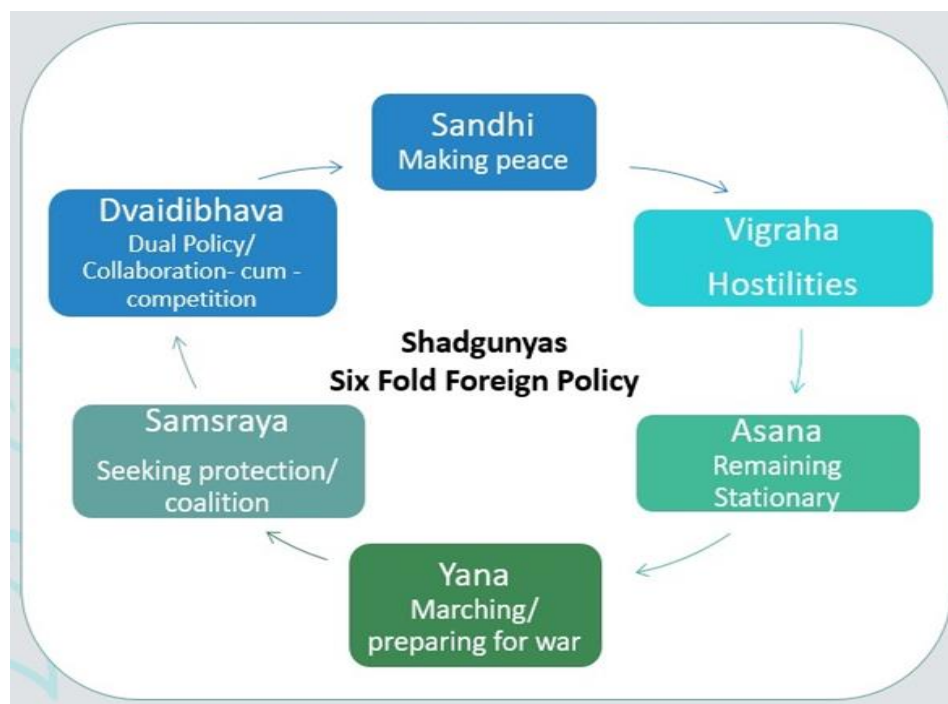 Sandhi
Making peace
Vigraha
Hostilities
Asana
Remaining
Stationary
Yana
Marching/
preparing for war
Samsraya
Seeking protection/
coalition
Dvaidibhava
Dual Policy/
Collaboration- cum -
competition
Shadgunyas
Six Fold Foreign Policy